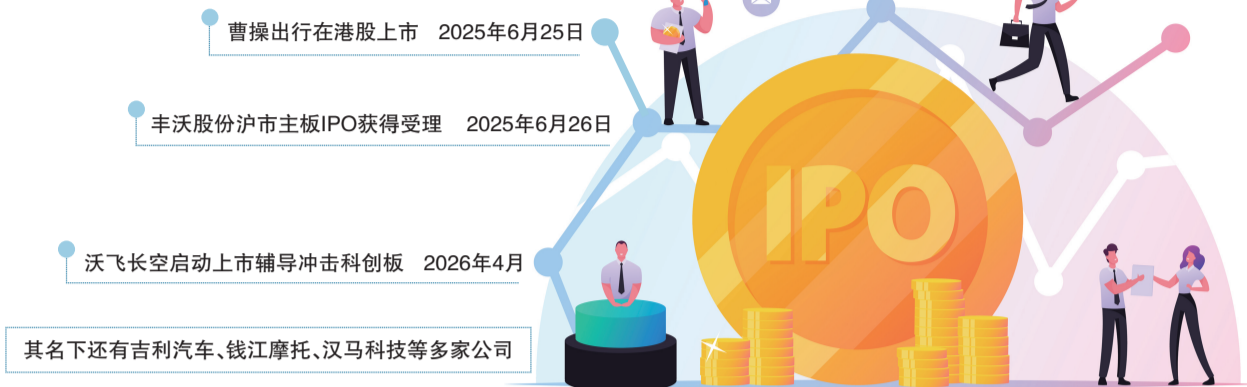 曹操出行在港股上市 2025年6月25日
丰沃股份沪市主板IPO获得受理 2025年6月26日
IPO
沃飞长空启动上市辅导冲击科创板 2026年4月
其名下还有吉利汽车、钱江摩托、汉马科技等多家公司